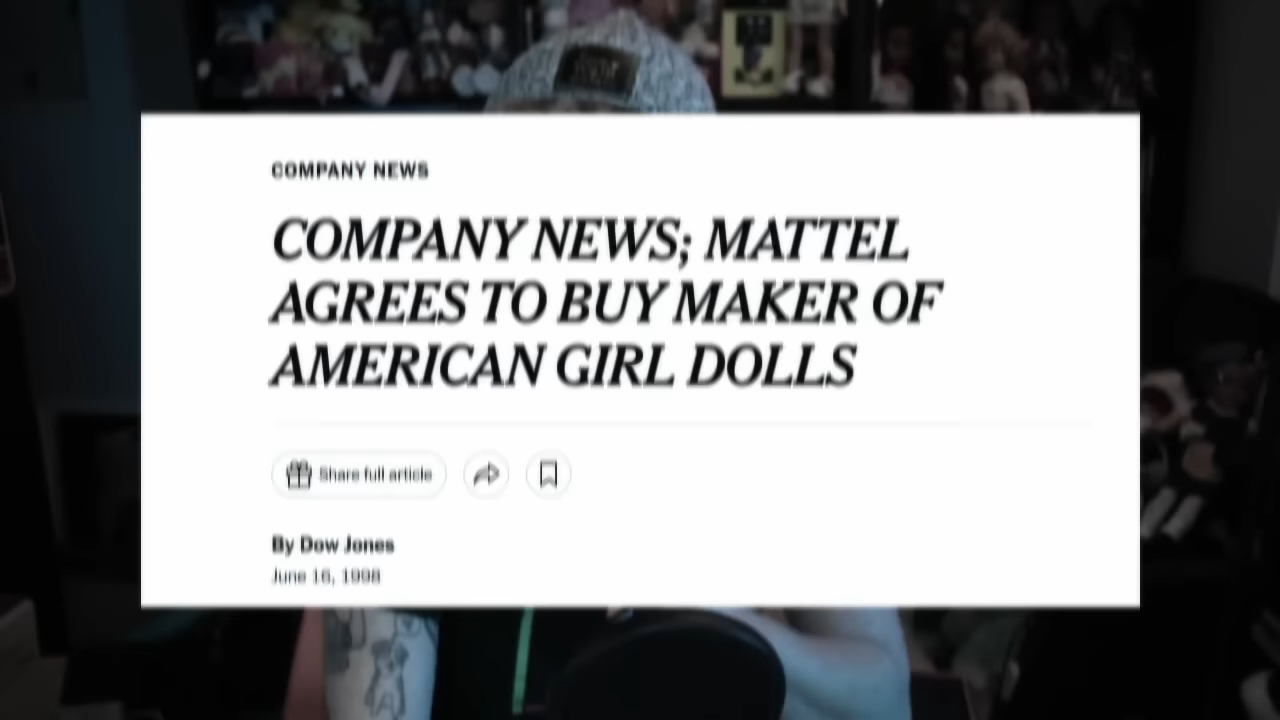 COMPANY NEWS
COMPANY NEWS; MATTEL
AGREES TO BUY MAKER OF
AMERICAN GIRL DOLLS
Share full article
By Dow Jones
June 16, 1998